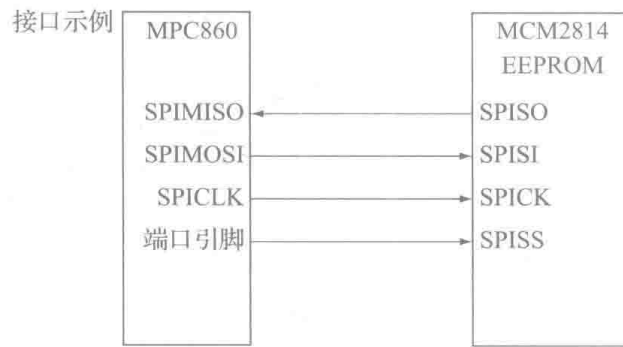 接口示例
MPC860
MCM2814
EEPROM
SPIMISO
SPISO
SPIMOSI
SPISI
SPICLK
SPICK
端口引脚
SPISS